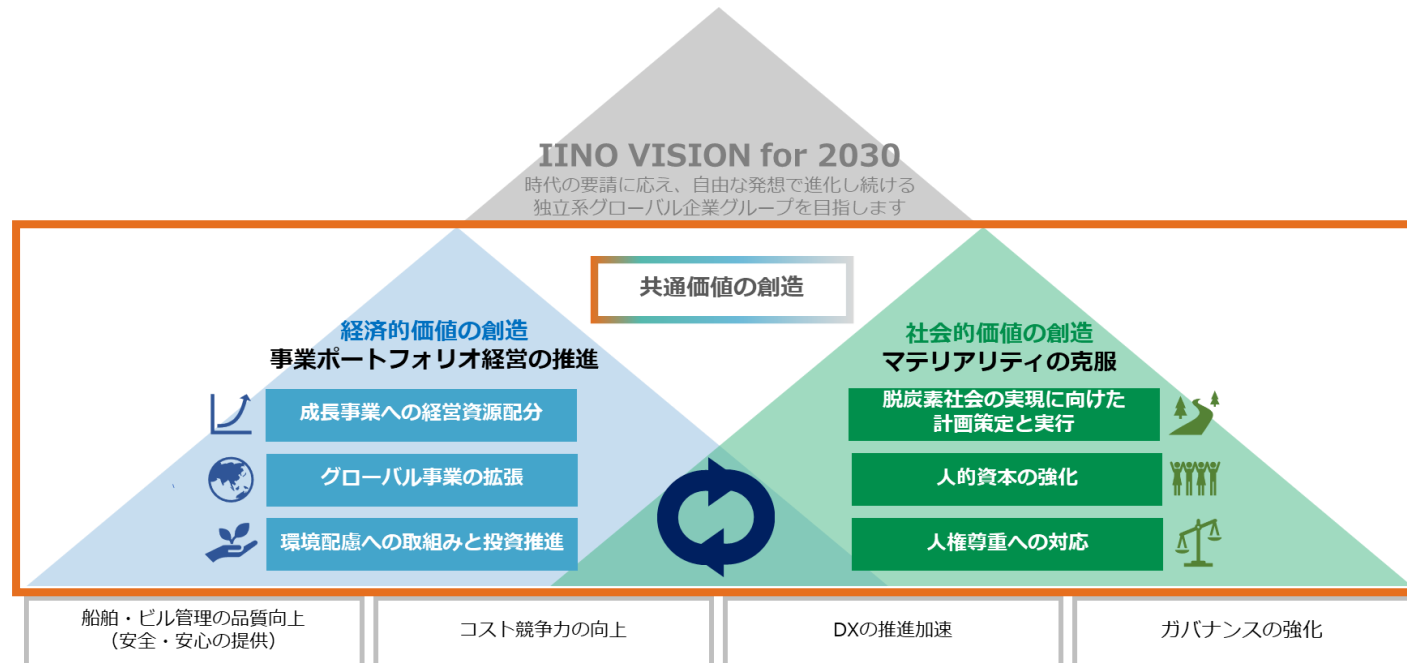 IINO VISION for 2030
時代の要請に応え、自由な発想で進化し続ける
独立系グローバル企業グループを目指します
共通価値の創造
経済的価値の創造
事業ポートフォリオ経営の推進
成長事業への経営資源配分
グローバル事業の拡張
環境配慮への取組みと投資推進
社会的価値の創造
マテリアリティの克服
脱炭素社会の実現に向けた
計画策定と実行
人的資本の強化
人権尊重への対応
船舶・ビル管理の品質向上
（安全・安心の提供）
コスト競争力の向上
DXの推進加速
ガバナンスの強化